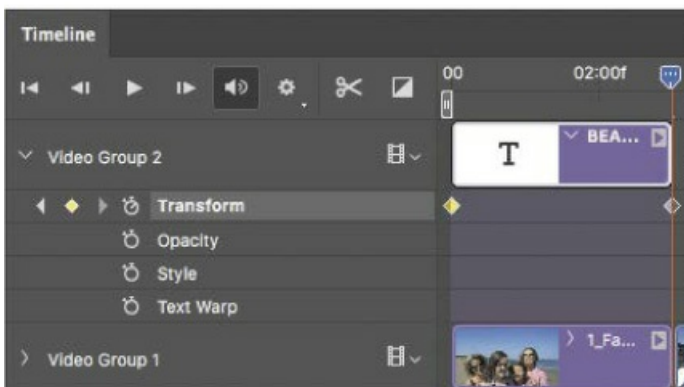 Timeline
00 02:00f
Video Group 2
T BEA...
Transform
Opacity
Style
Text Warp
Video Group 1 1_Fa...